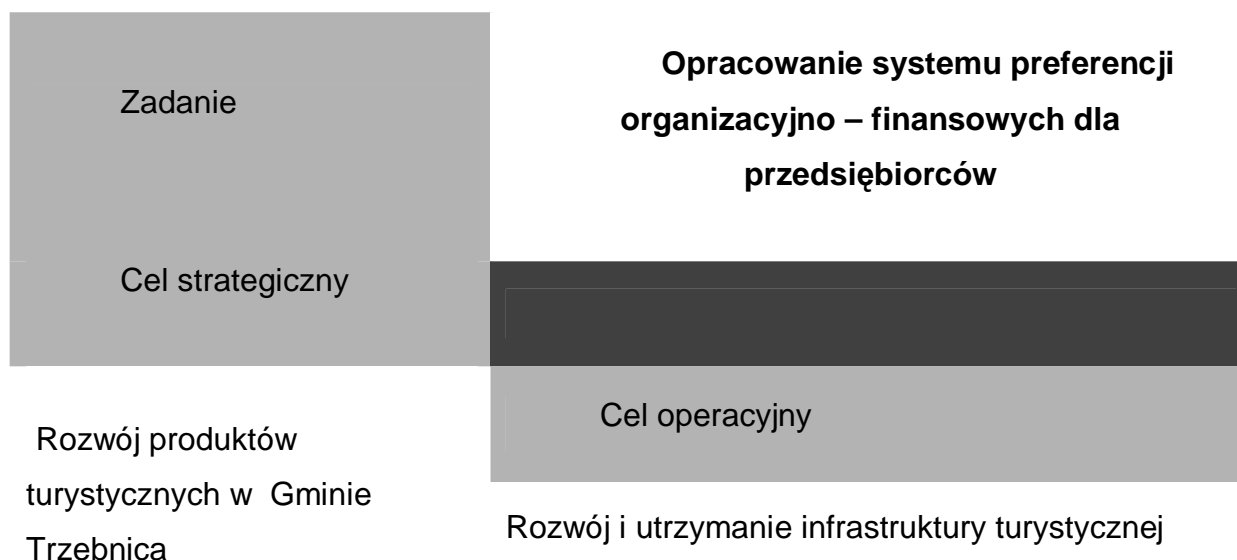 Zadanie
Opracowanie systemu preferencji
organizacyjno – finansowych dla
przedsiębiorców
Cel strategiczny
Cel operacyjny
Rozwój produktów
turystycznych w Gminie
Trzebnica
Rozwój i utrzymanie infrastruktury turystycznej